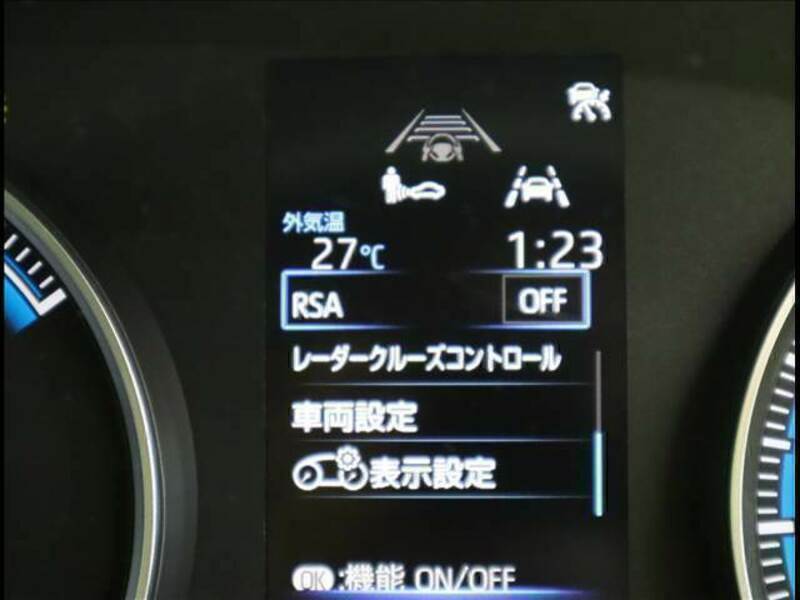 外気温
27℃ 1:23
RSA OFF
レーダークルーズコントロール
車両設定
表示設定
OK:機能 ON/OFF